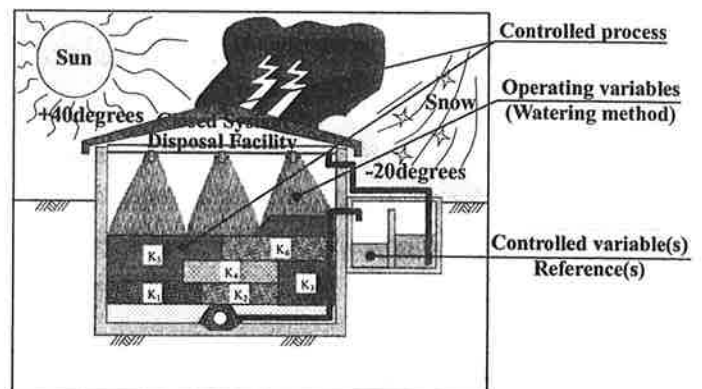 Sun
+40degrees
Closed System
Disposal Facility
Snow
-20degrees
Controlled process
Operating variables
(Watering method)
Controlled variable(s)
Reference(s)
K₅
K₆
K₄
K₁
K₂
K₃